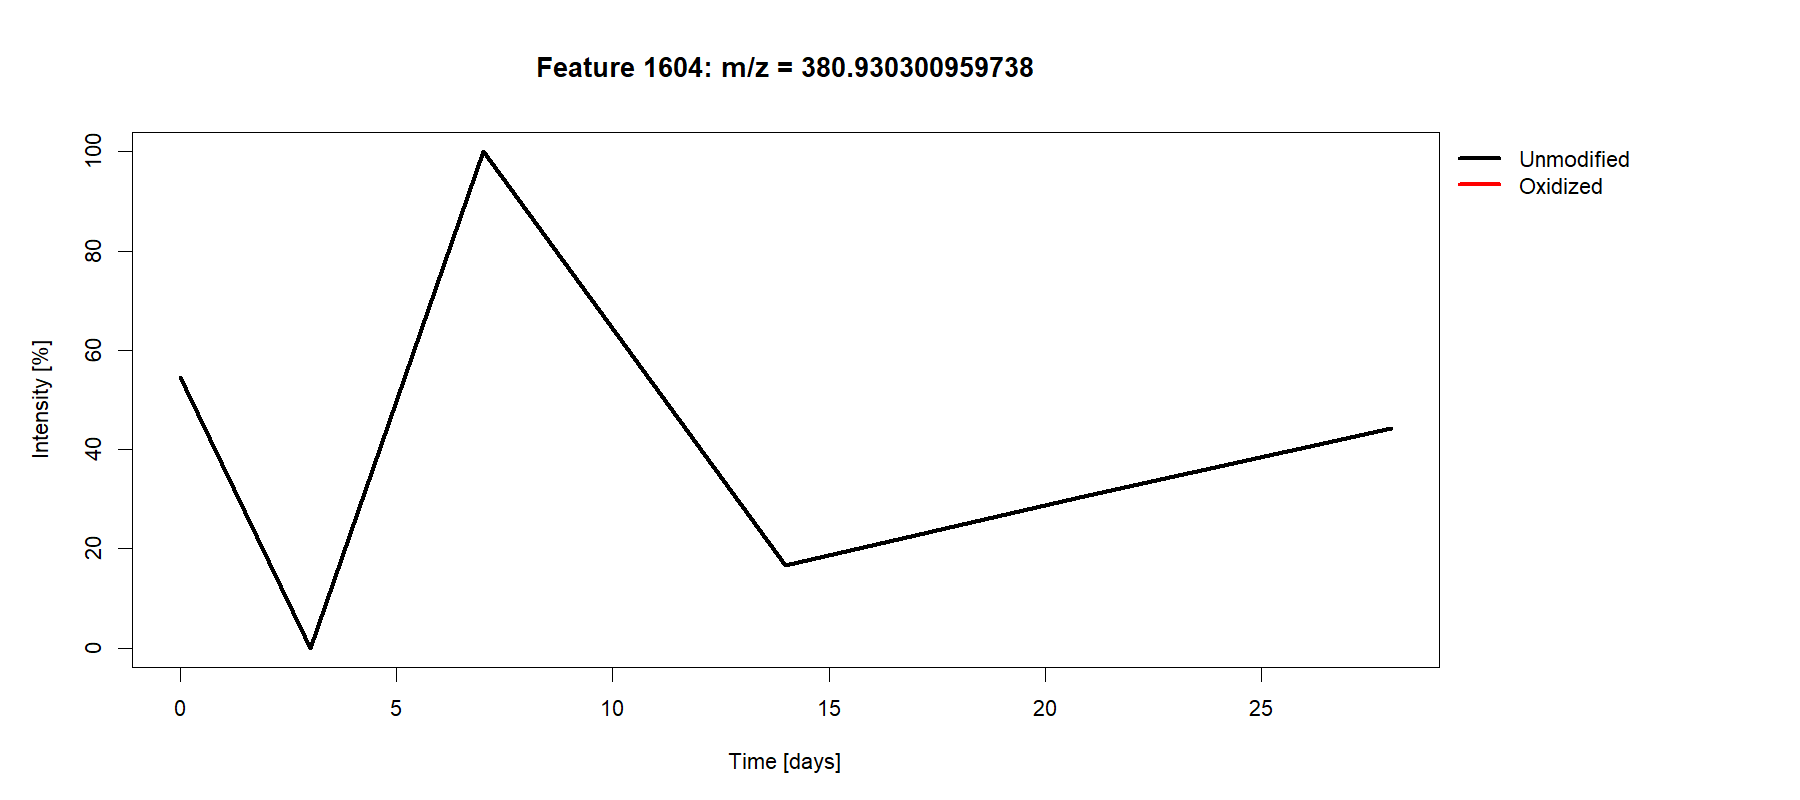 Feature 1604: m/z = 380.930300959738
Unmodified
Oxidized
Intensity [%]
100
80
60
40
20
0
0 5 10 15 20 25
Time [days]